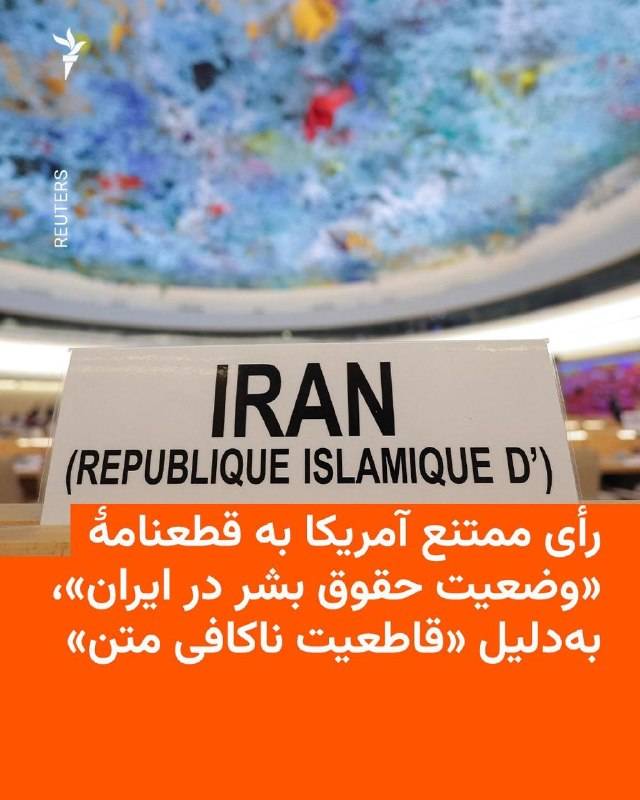 REUTERS
IRAN
(REPUBLIQUE ISLAMIQUE D')
رأی ممتنع آمریکا به قطعنامهٔ
«وضعیت حقوق بشر در ایران»،
به‌دلیل «قاطعیت ناکافی متن»